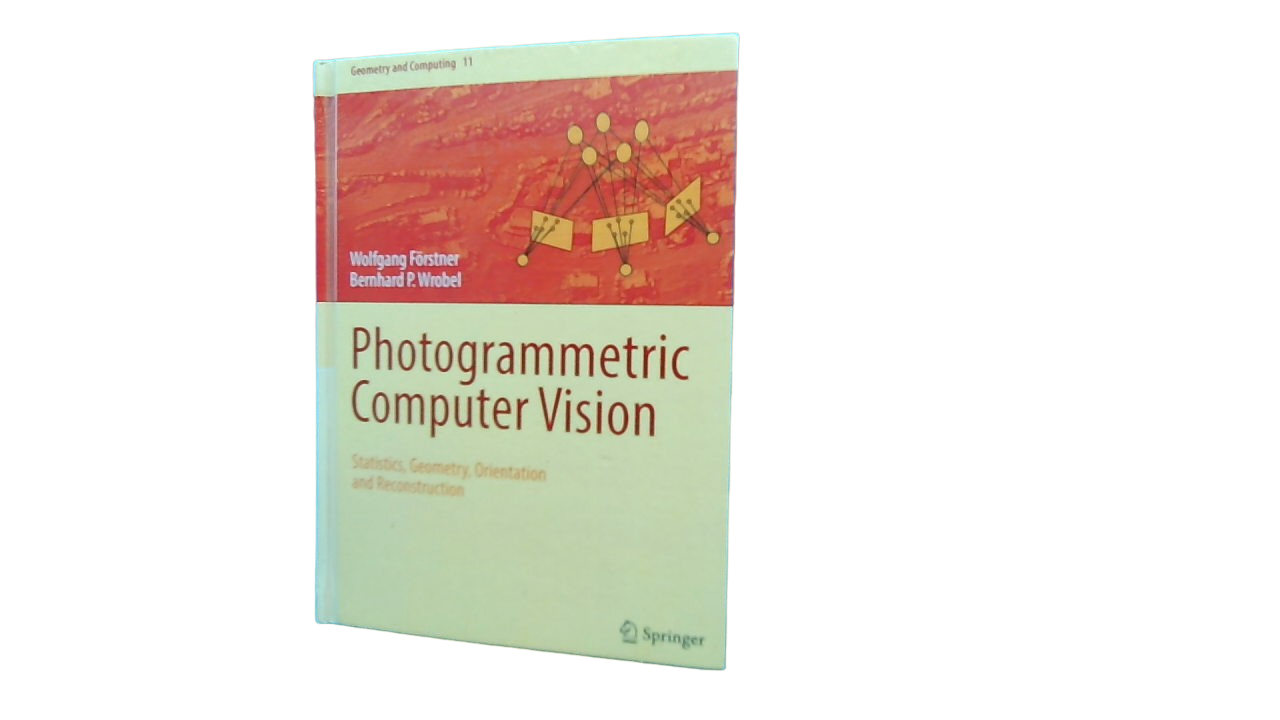 Geometry and Computing 11
Wolfgang Förstner
Bernhard P. Wrobel
Photogrammetric
Computer Vision
Statistics, Geometry, Orientation
and Reconstruction
Springer